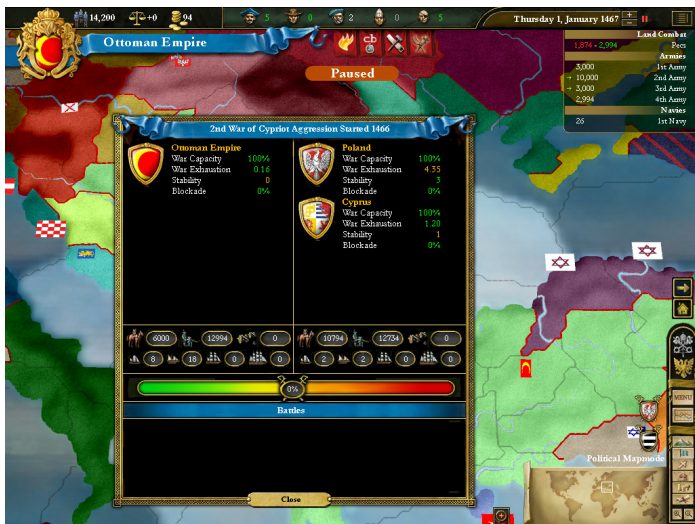 14,200 +0 94 5 0 2 0 5 Thursday 1, January 1467
Ottoman Empire
cb
Paused
Land Combat
1,874 - 2,994 Pecs
Armies
3,000 1st Army
10,000 2nd Army
3,000 3rd Army
2,994 4th Army
Navies
26 1st Navy
2nd War of Cypriot Aggression Started 1466
Ottoman Empire
War Capacity 100%
War Exhaustion 0.16
Stability 0
Blockade 0%
Poland
War Capacity 100%
War Exhaustion 4.35
Stability 3
Blockade 0%
Cyprus
War Capacity 100%
War Exhaustion 1.20
Stability 1
Blockade 0%
6000 12994 0
8 18 0 0
10794 12734 0
2 2 0 0
0%
Battles
Close
MENU
Political Mapmode